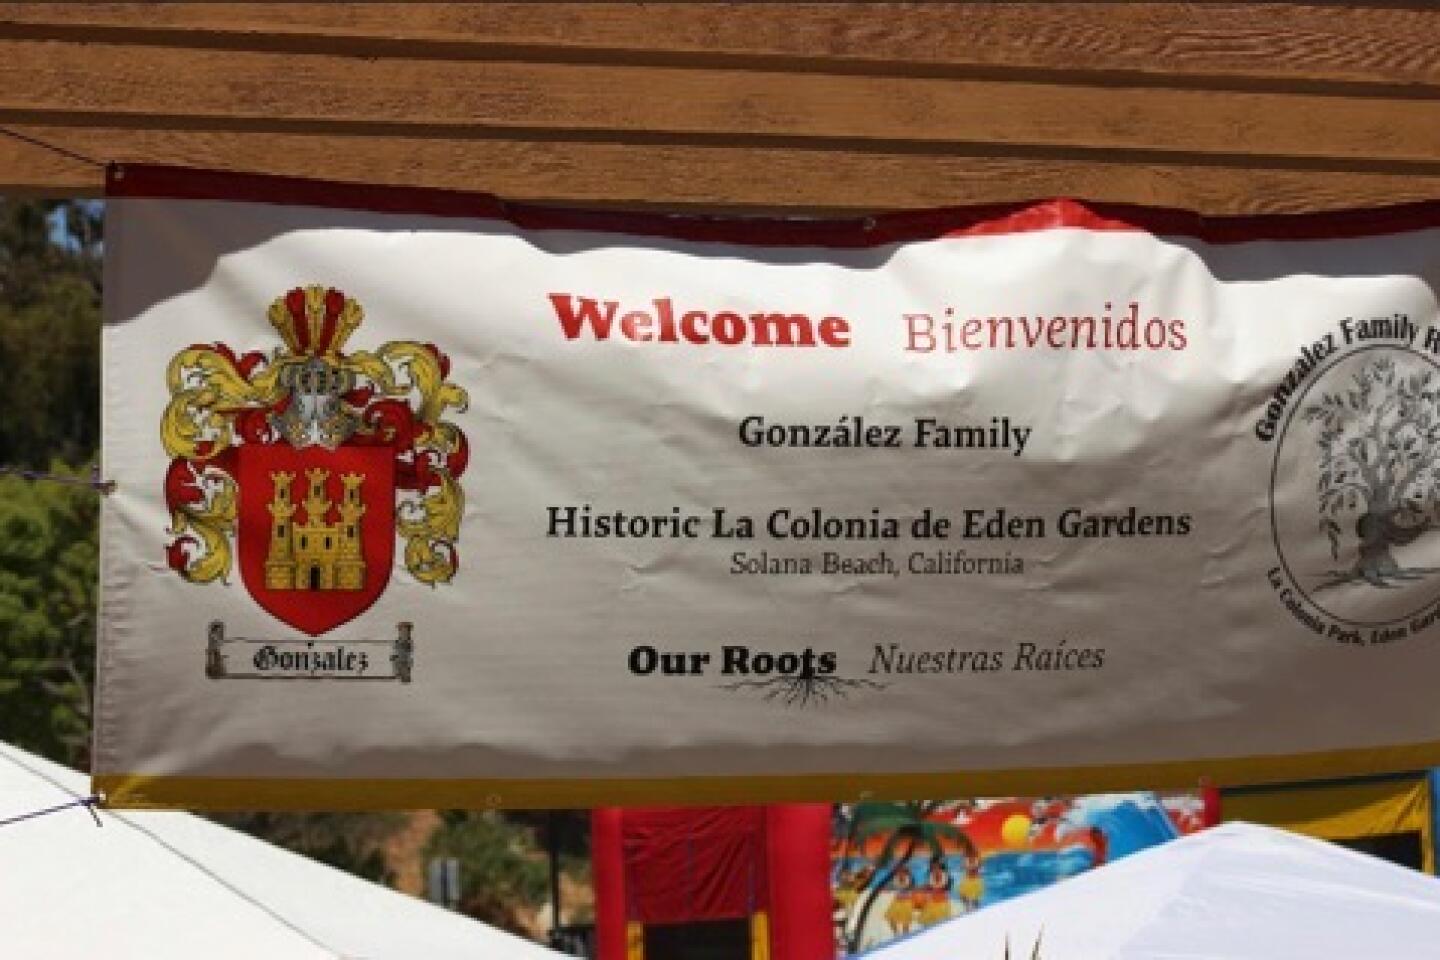 Welcome Bienvenidos
González Family
Historic La Colonia de Eden Gardens
Solana Beach, California
Our Roots Nuestras Raíces
Gonzalez
Gonzalez Family
La Colonia Park, Eden